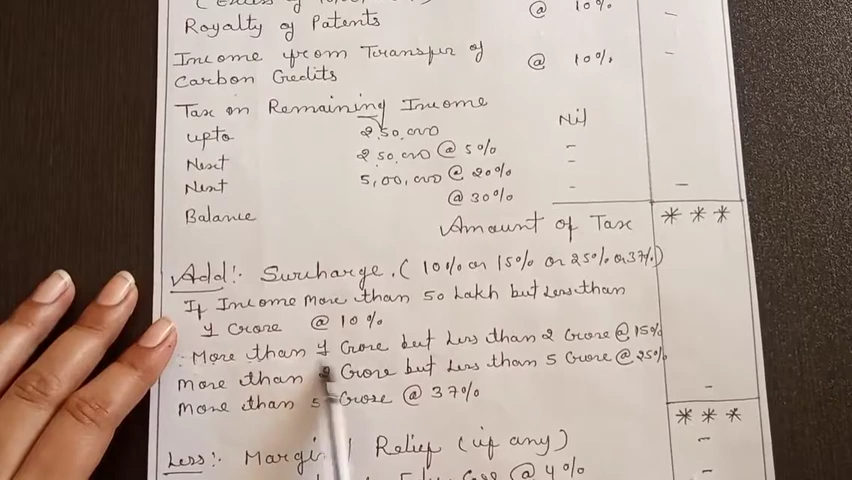 (Excess of
@ 10%
Royalty of Patents
Income from Transfer of @ 10%
Carbon Credits
Tax on Remaining Income
upto 2,50,000 Nil
Next 2,50,000 @ 5% -
Next 5,00,000 @ 20% -
Balance @ 30% -
Amount of Tax ***
Add:- Surcharge. (10% or 15% or 25% or 37%)
If Income More than 50 Lakh but Less than
1 Crore @ 10%
More than 1 Crore but Less than 2 Crore @ 15%
More than 2 Crore but Less than 5 Crore @ 25%
More than 5 Crore @ 37% -
***
Less:- Marginal Relief (if any) -
@ 4% -